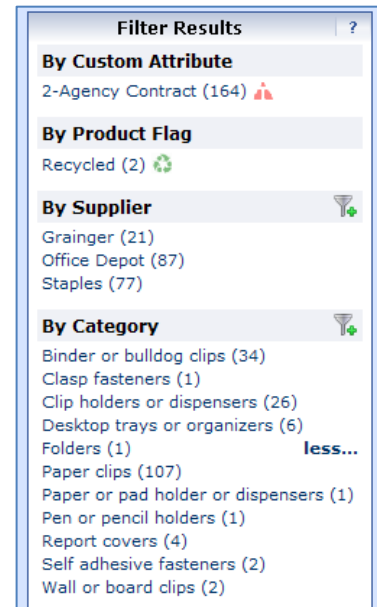 Filter Results ?
By Custom Attribute
2-Agency Contract (164)
By Product Flag
Recycled (2)
By Supplier
Grainger (21)
Office Depot (87)
Staples (77)
By Category
Binder or bulldog clips (34)
Clasp fasteners (1)
Clip holders or dispensers (26)
Desktop trays or organizers (6)
Folders (1) less...
Paper clips (107)
Paper or pad holder or dispensers (1)
Pen or pencil holders (1)
Report covers (4)
Self adhesive fasteners (2)
Wall or board clips (2)